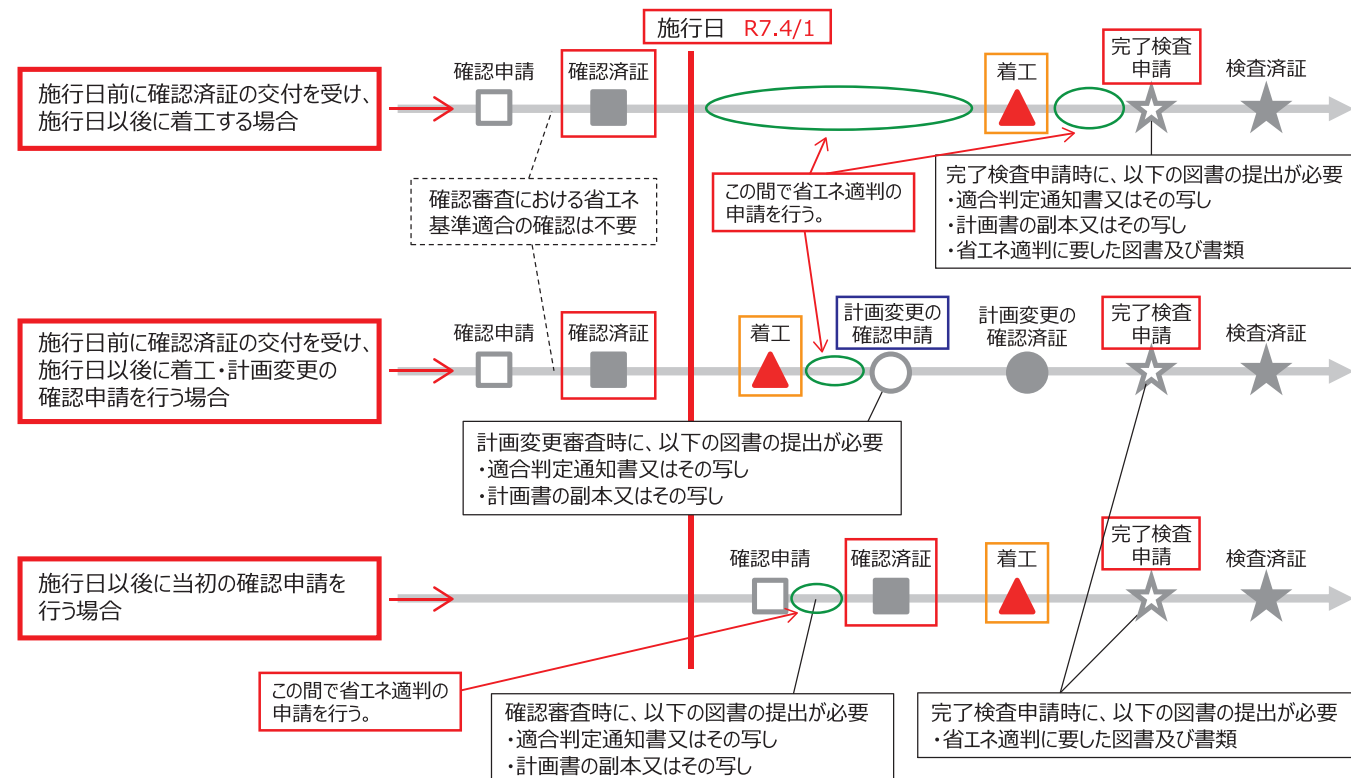 施行日 R7.4/1
施行日前に確認済証の交付を受け、
施行日以後に着工する場合
確認申請
確認済証
着工
完了検査
申請
検査済証
確認審査における省エネ
基準適合の確認は不要
この間で省エネ適判の
申請を行う。
完了検査申請時に、以下の図書の提出が必要
・適合判定通知書又はその写し
・計画書の副本又はその写し
・省エネ適判に要した図書及び書類
施行日前に確認済証の交付を受け、
施行日以後に着工・計画変更の
確認申請を行う場合
確認申請
確認済証
着工
計画変更の
確認申請
計画変更の
確認済証
完了検査
申請
検査済証
計画変更審査時に、以下の図書の提出が必要
・適合判定通知書又はその写し
・計画書の副本又はその写し
施行日以後に当初の確認申請を
行う場合
確認申請
確認済証
着工
完了検査
申請
検査済証
この間で省エネ適判の
申請を行う。
確認審査時に、以下の図書の提出が必要
・適合判定通知書又はその写し
・計画書の副本又はその写し
完了検査申請時に、以下の図書の提出が必要
・省エネ適判に要した図書及び書類